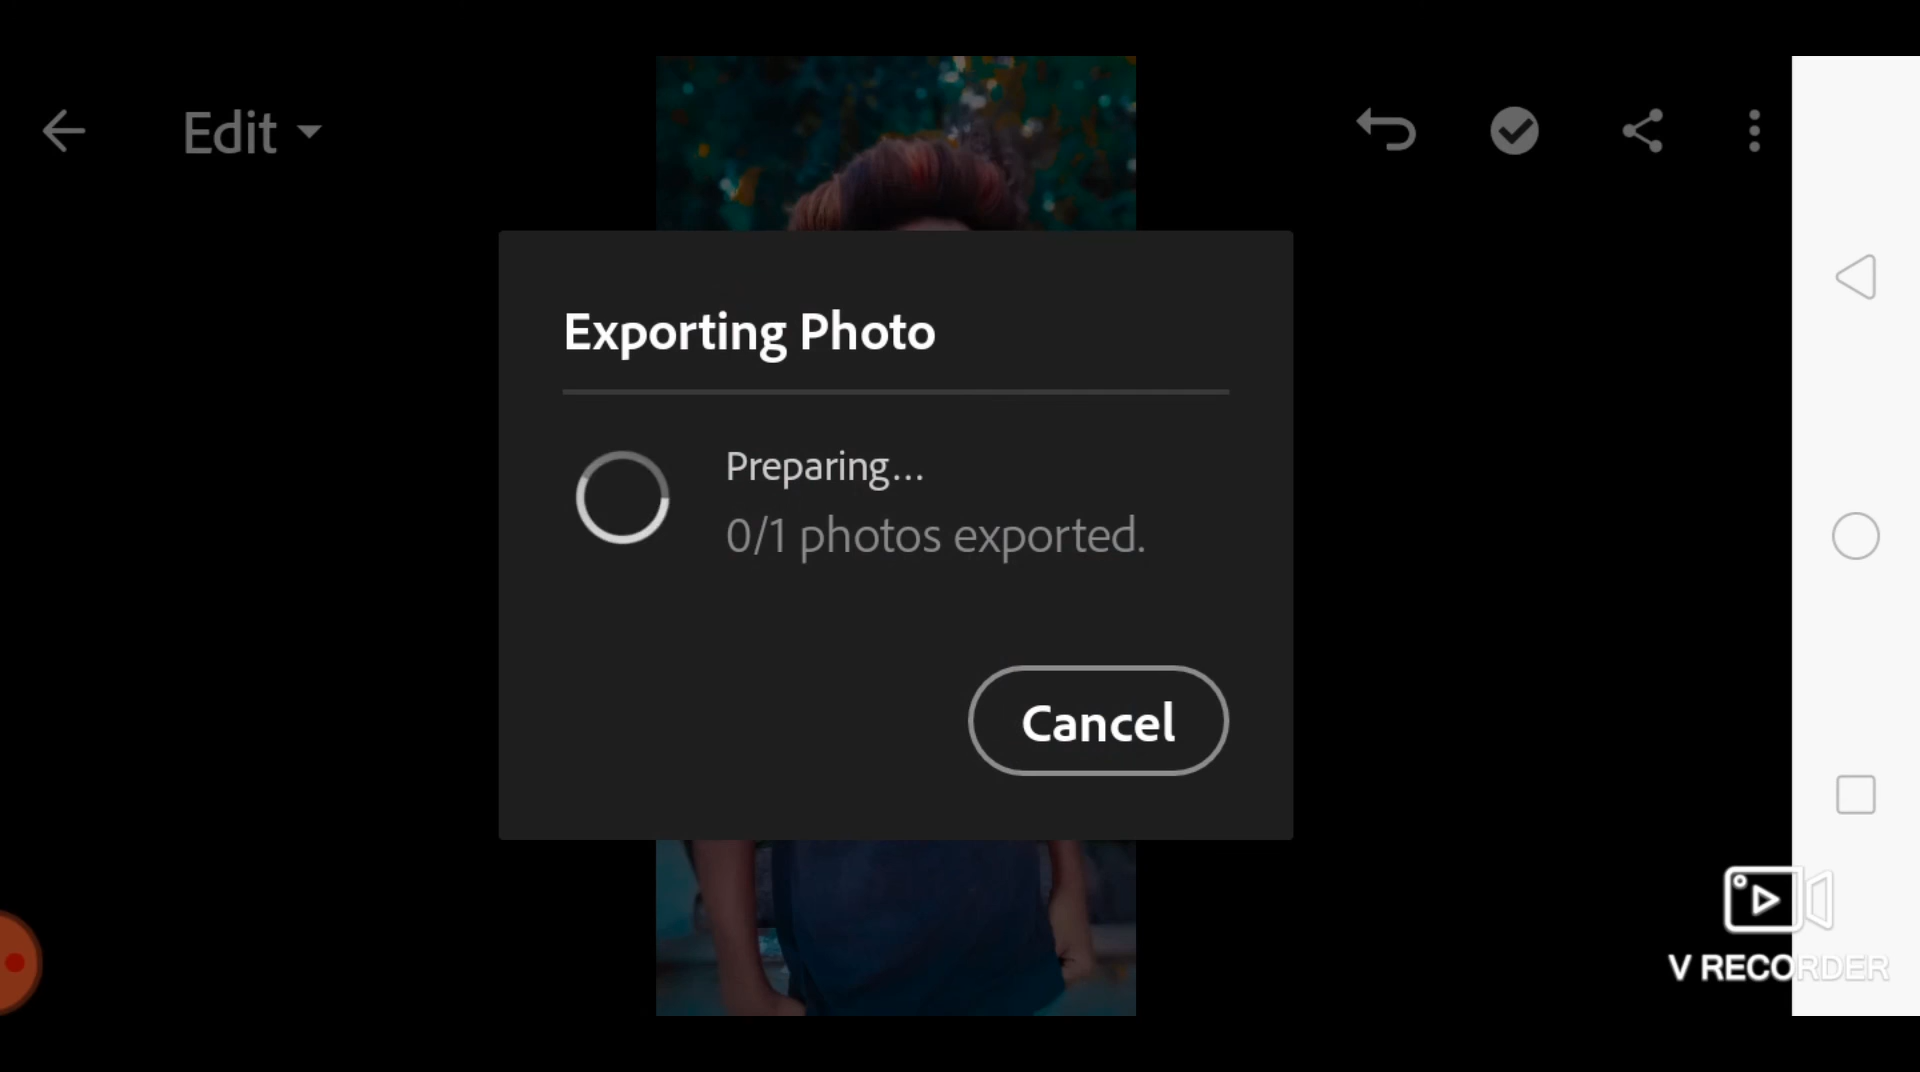 Edit
Exporting Photo
Preparing...
0/1 photos exported.
Cancel
V RECORDER